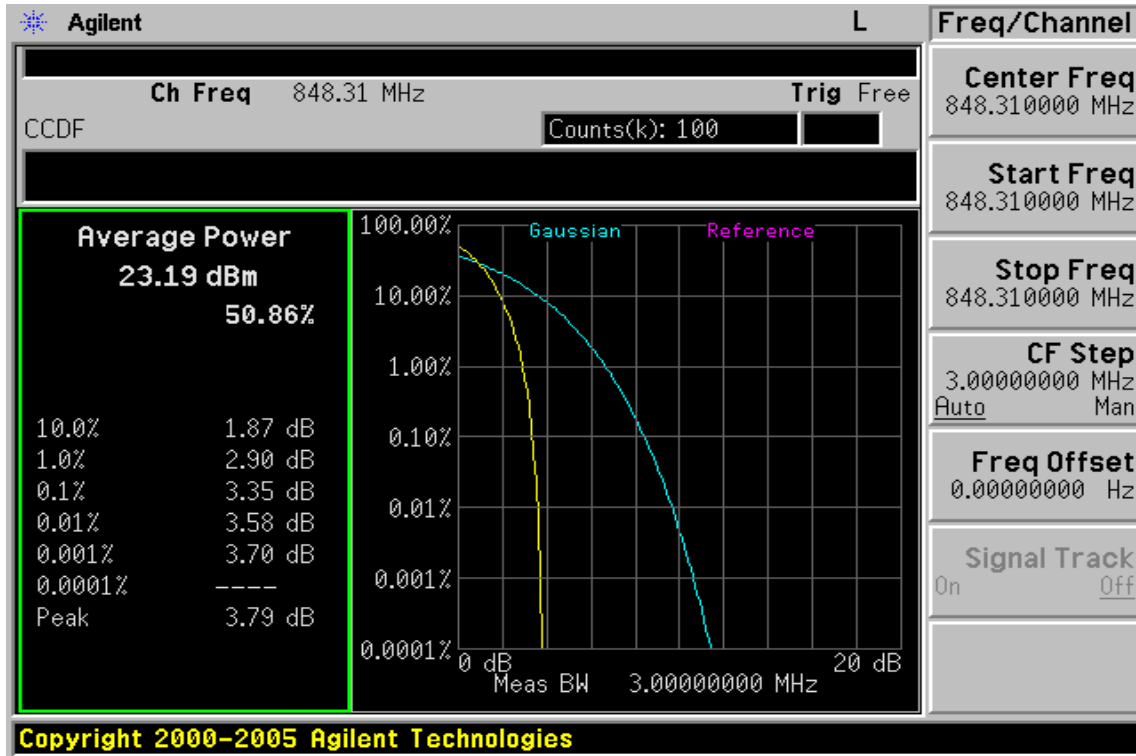 Agilent L
Freq/Channel
Ch Freq 848.31 MHz Trig Free
CCDF Counts(k): 100
Average Power
23.19 dBm
50.86%
10.0% 1.87 dB
1.0% 2.90 dB
0.1% 3.35 dB
0.01% 3.58 dB
0.001% 3.70 dB
0.0001% ----
Peak 3.79 dB
Gaussian Reference
100.00%
10.00%
1.00%
0.10%
0.01%
0.001%
0.0001%
0 dB 20 dB
Meas BW 3.00000000 MHz
Center Freq
848.310000 MHz
Start Freq
848.310000 MHz
Stop Freq
848.310000 MHz
CF Step
3.00000000 MHz
Auto Man
Freq Offset
0.00000000 Hz
Signal Track
On Off
Copyright 2000-2005 Agilent Technologies